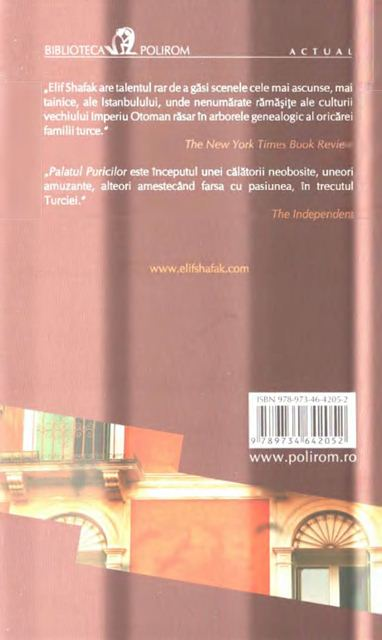 BIBLIOTECA POLIROM
ACTUAL
„Elif Shafak are talentul rar de a găsi scenele cele mai ascunse, mai
tainice, ale Istanbulului, unde nenumărate rămăşiţe ale culturii
vechiului Imperiu Otoman răsar în arborele genealogic al oricărei
familii turce.“
The New York Times Book Review
„Palatul Puricilor este începutul unei călătorii neobosite, uneori
amuzante, alteori amestecând farsa cu pasiunea, în trecutul
Turciei.“
The Independent
www.elifshafak.com
ISBN 978-973-46-4205-2
9 789734 642052
www.polirom.ro